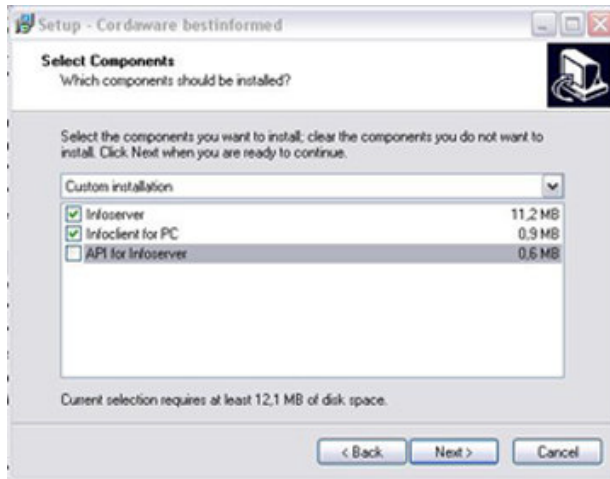 Setup - Cordaware bestinformed
Select Components
Which components should be installed?
Select the components you want to install; clear the components you do not want to
install. Click Next when you are ready to continue.
Custom installation
Infoserver 11,2 MB
Infoclient for PC 0,9 MB
API for Infoserver 0,6 MB
Current selection requires at least 12,1 MB of disk space.
< Back Next > Cancel